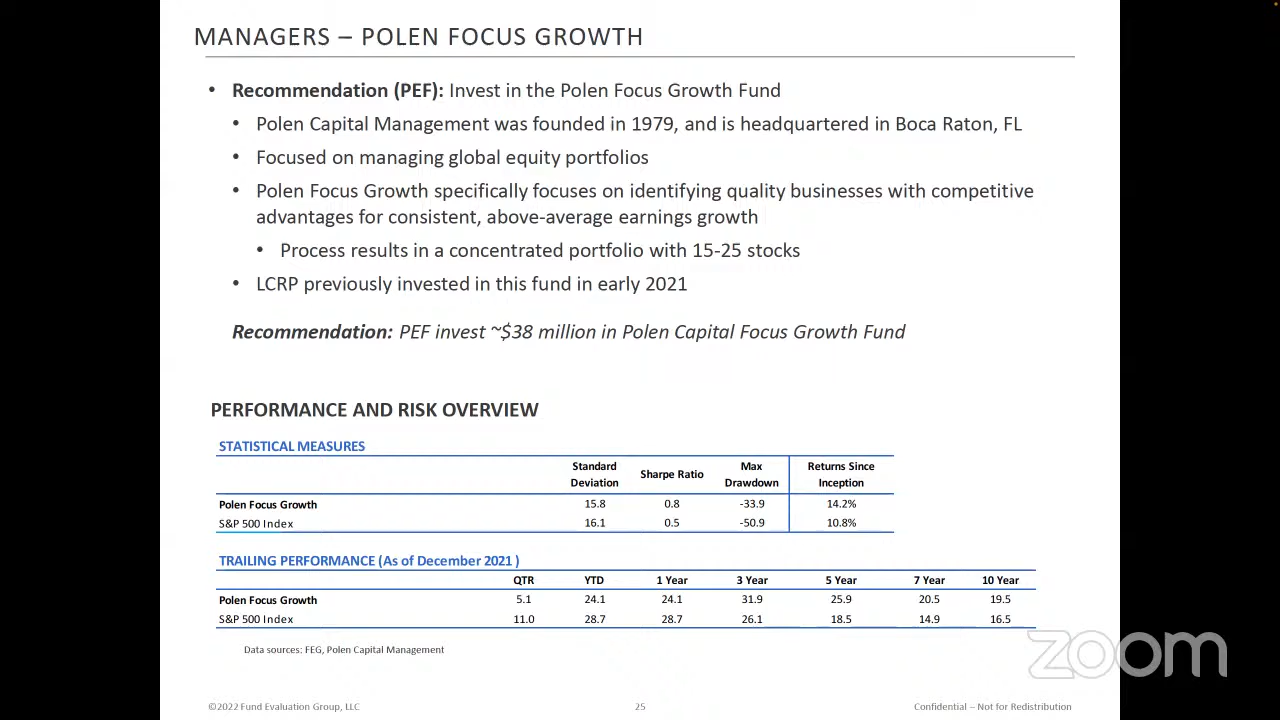 MANAGERS – POLEN FOCUS GROWTH
• Recommendation (PEF): Invest in the Polen Focus Growth Fund
• Polen Capital Management was founded in 1979, and is headquartered in Boca Raton, FL
• Focused on managing global equity portfolios
• Polen Focus Growth specifically focuses on identifying quality businesses with competitive
advantages for consistent, above-average earnings growth
• Process results in a concentrated portfolio with 15-25 stocks
• LCRP previously invested in this fund in early 2021
Recommendation: PEF invest ~$38 million in Polen Capital Focus Growth Fund
PERFORMANCE AND RISK OVERVIEW
STATISTICAL MEASURES
Standard Deviation Sharpe Ratio Max Drawdown Returns Since Inception
Polen Focus Growth 15.8 0.8 -33.9 14.2%
S&P 500 Index 16.1 0.5 -50.9 10.8%
TRAILING PERFORMANCE (As of December 2021 )
QTR YTD 1 Year 3 Year 5 Year 7 Year 10 Year
Polen Focus Growth 5.1 24.1 24.1 31.9 25.9 20.5 19.5
S&P 500 Index 11.0 28.7 28.7 26.1 18.5 14.9 16.5
Data sources: FEG, Polen Capital Management
zoom
©2022 Fund Evaluation Group, LLC 25 Confidential – Not for Redistribution